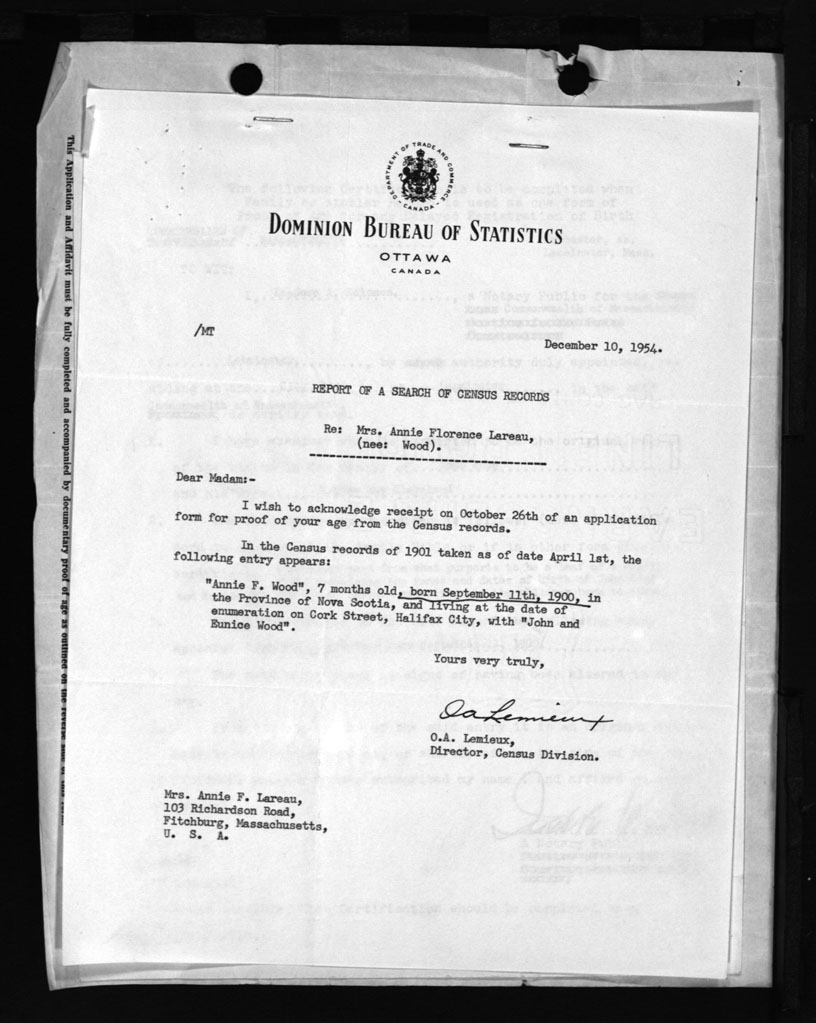 DEPARTMENT OF TRADE AND COMMERCE
CANADA
DOMINION BUREAU OF STATISTICS
OTTAWA
CANADA
/MT
December 10, 1954.
REPORT OF A SEARCH OF CENSUS RECORDS
Re: Mrs. Annie Florence Lareau,
(nee: Wood).
Dear Madam:-
I wish to acknowledge receipt on October 26th of an application
form for proof of your age from the Census records.
In the Census records of 1901 taken as of date April 1st, the
following entry appears:
"Annie F. Wood", 7 months old, born September 11th, 1900, in
the Province of Nova Scotia, and living at the date of
enumeration on Cork Street, Halifax City, with "John and
Eunice Wood".
Yours very truly,
O A Lemieux
O.A. Lemieux,
Director, Census Division.
Mrs. Annie F. Lareau,
103 Richardson Road,
Fitchburg, Massachusetts,
U. S. A.
This Application and Affidavit must be fully completed and accompanied by documentary proof of age as outlined on the reverse side of this form.